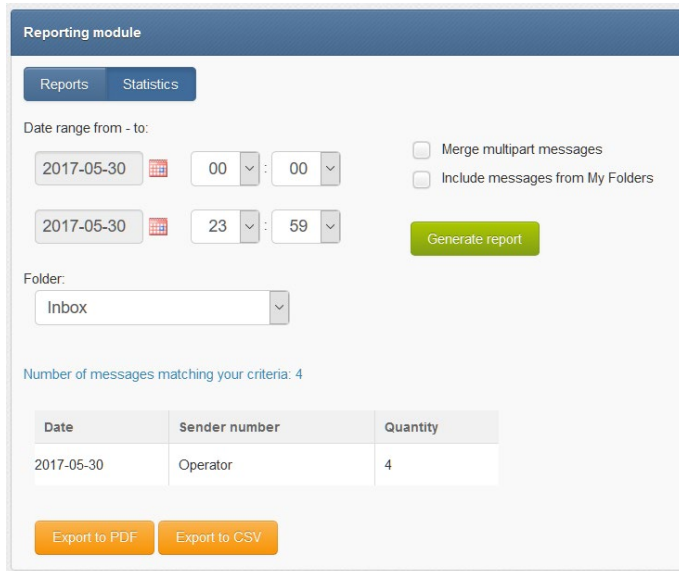 Reporting module
Reports Statistics
Date range from - to:
2017-05-30 00 : 00
Merge multipart messages
Include messages from My Folders
2017-05-30 23 : 59
Generate report
Folder:
Inbox
Number of messages matching your criteria: 4
Date Sender number Quantity
2017-05-30 Operator 4
Export to PDF Export to CSV